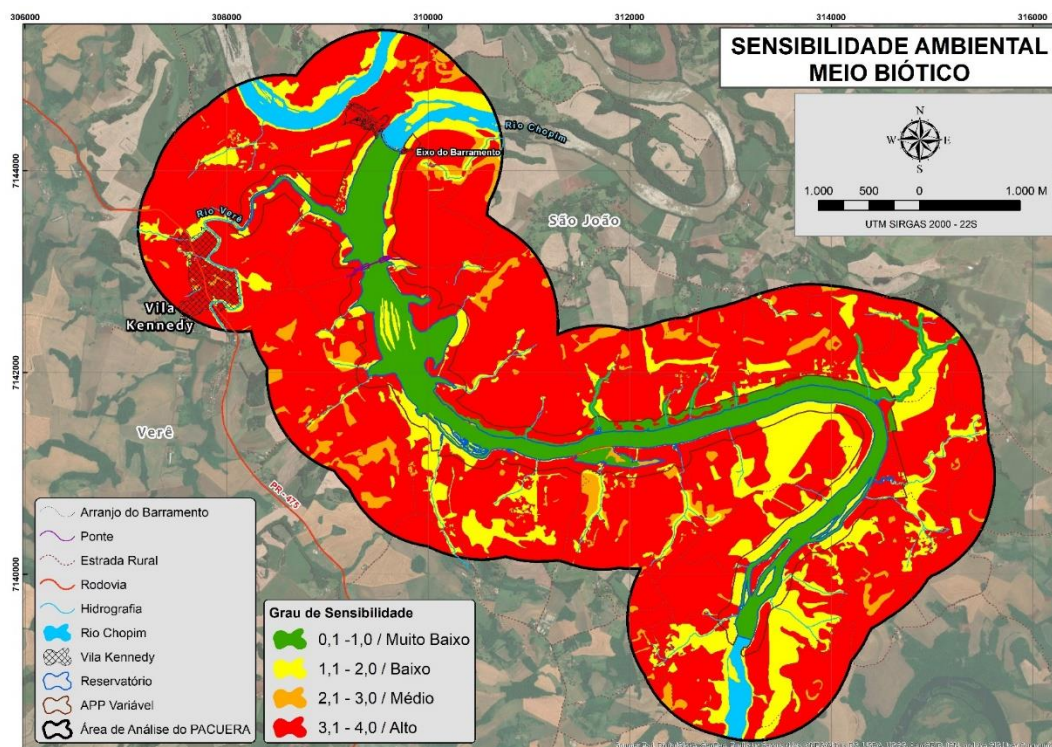 306000
308000
310000
312000
314000
316000
SENSIBILIDADE AMBIENTAL
MEIO BIÓTICO
N
W
E
S
1.000
500
0
1.000 M
UTM SIRGAS 2000 - 22S
7144000
7142000
7140000
Rio Chopim
Eixo do Barramento
Rio Verê
São João
Vila
Kennedy
Verê
PR - 475
Arranjo do Barramento
Ponte
Estrada Rural
Rodovia
Hidrografia
Rio Chopim
Vila Kennedy
Reservatório
APP Variável
Área de Análise do PACUERA
Grau de Sensibilidade
0,1 -1,0 / Muito Baixo
1,1 - 2,0 / Baixo
2,1 - 3,0 / Médio
3,1 - 4,0 / Alto